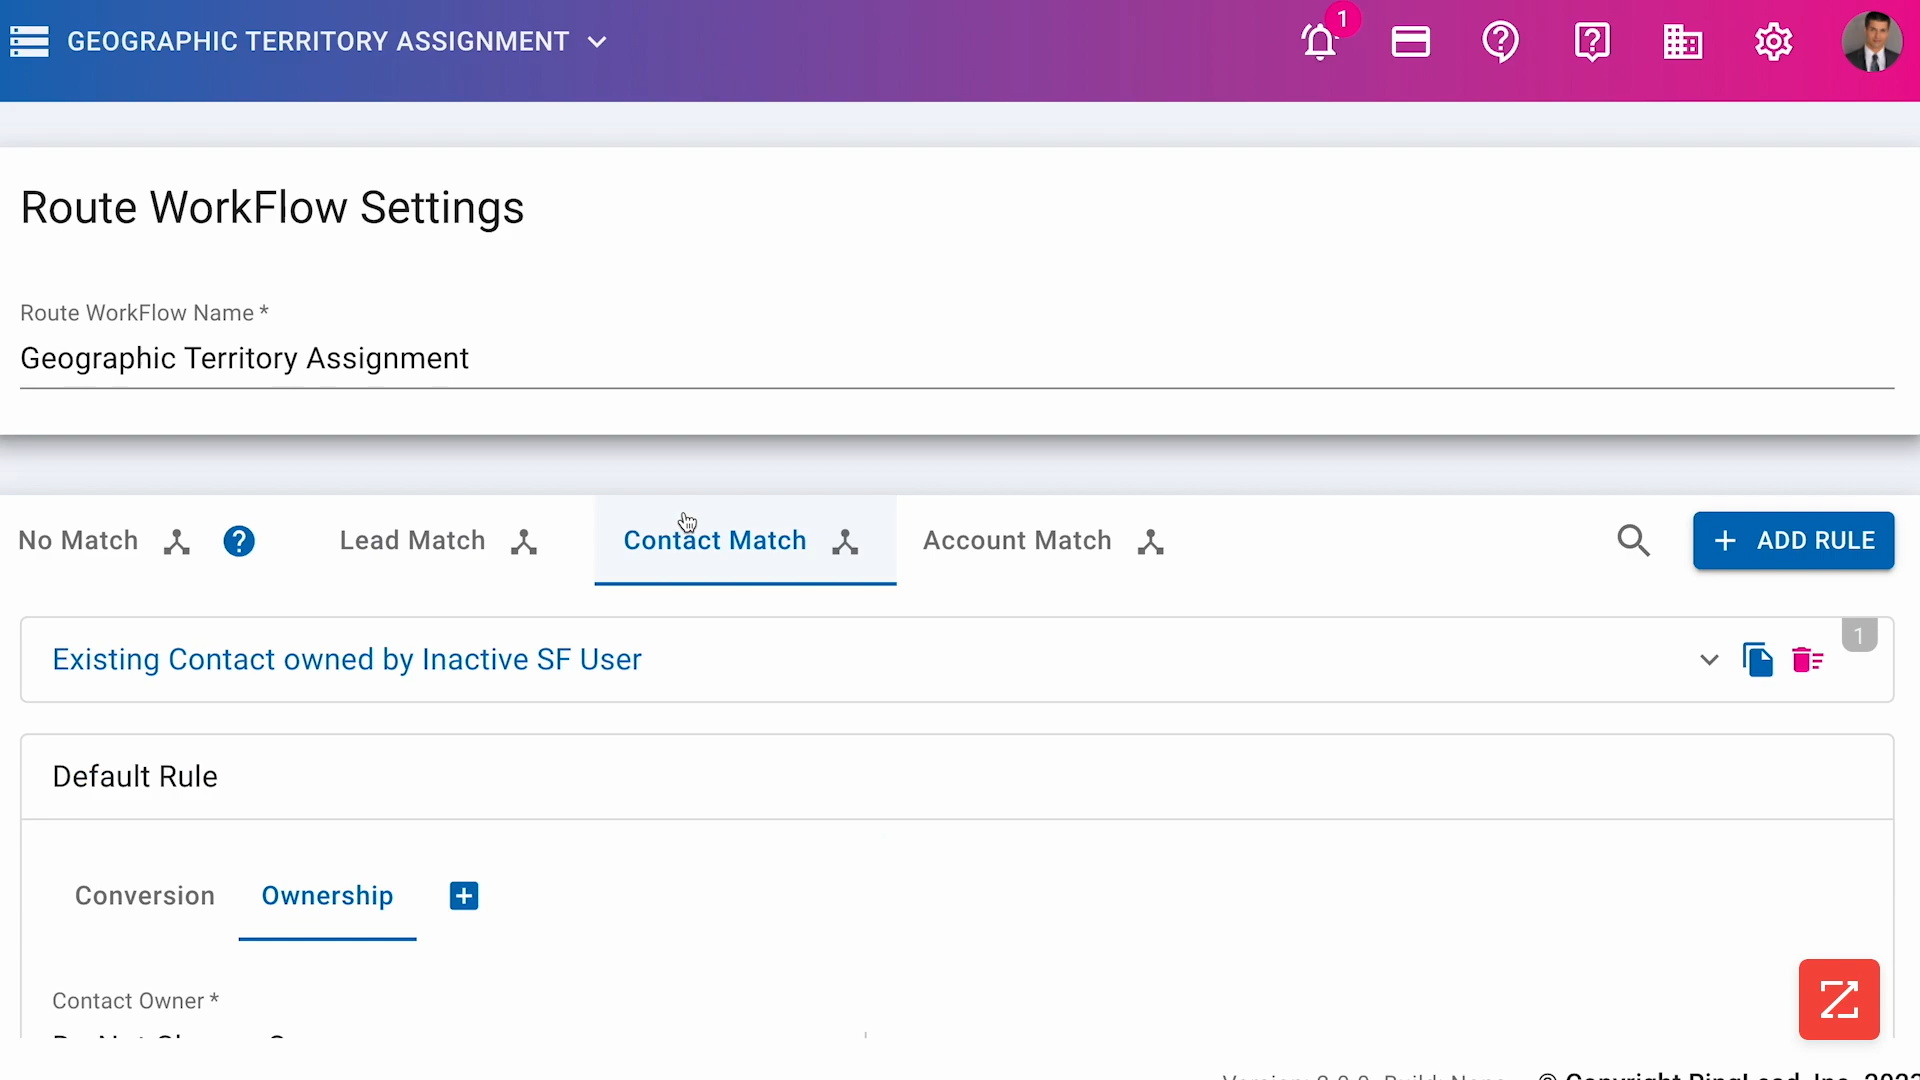 GEOGRAPHIC TERRITORY ASSIGNMENT
1
Route WorkFlow Settings
Route WorkFlow Name *
Geographic Territory Assignment
No Match
?
Lead Match
Contact Match
Account Match
+ ADD RULE
Existing Contact owned by Inactive SF User
1
Default Rule
Conversion
Ownership
Contact Owner *